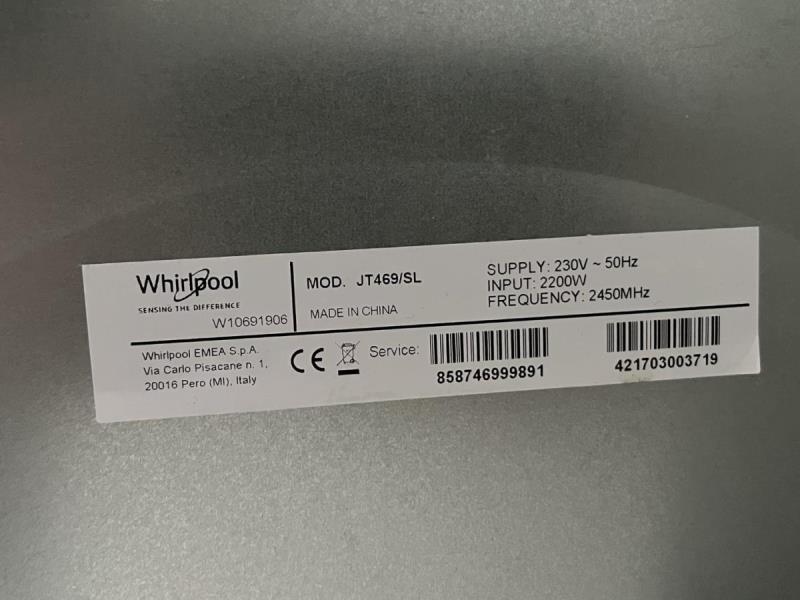 Whirlpool
SENSING THE DIFFERENCE
W10691906
MOD. JT469/SL
MADE IN CHINA
SUPPLY: 230V ~ 50Hz
INPUT: 2200W
FREQUENCY: 2450MHz
Whirlpool EMEA S.p.A.
Via Carlo Pisacane n. 1,
20016 Pero (MI), Italy
CE
Service:
858746999891
421703003719